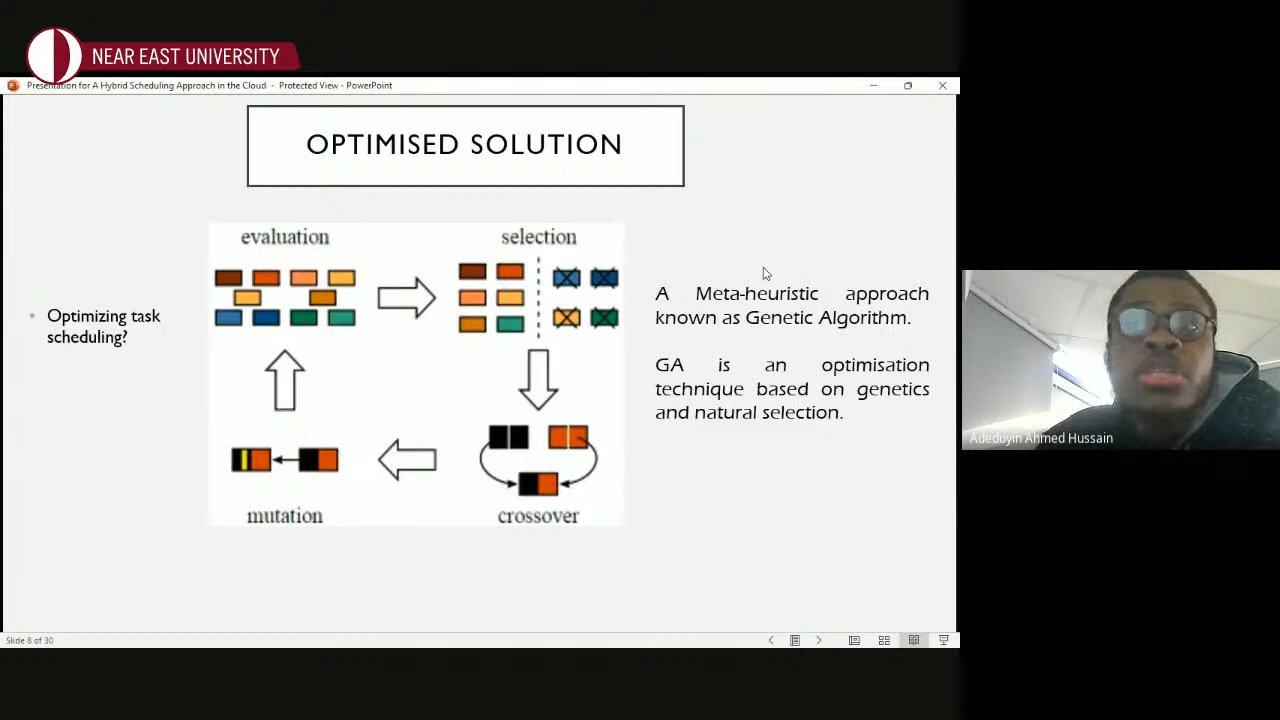 NEAR EAST UNIVERSITY
Presentation for A Hybrid Scheduling Approach in the Cloud - Protected View - PowerPoint
OPTIMISED SOLUTION
• Optimizing task
scheduling?
evaluation
selection
mutation
crossover
A Meta-heuristic approach
known as Genetic Algorithm.
GA is an optimisation
technique based on genetics
and natural selection.
Adedoyin Ahmed Hussain
Slide 8 of 30